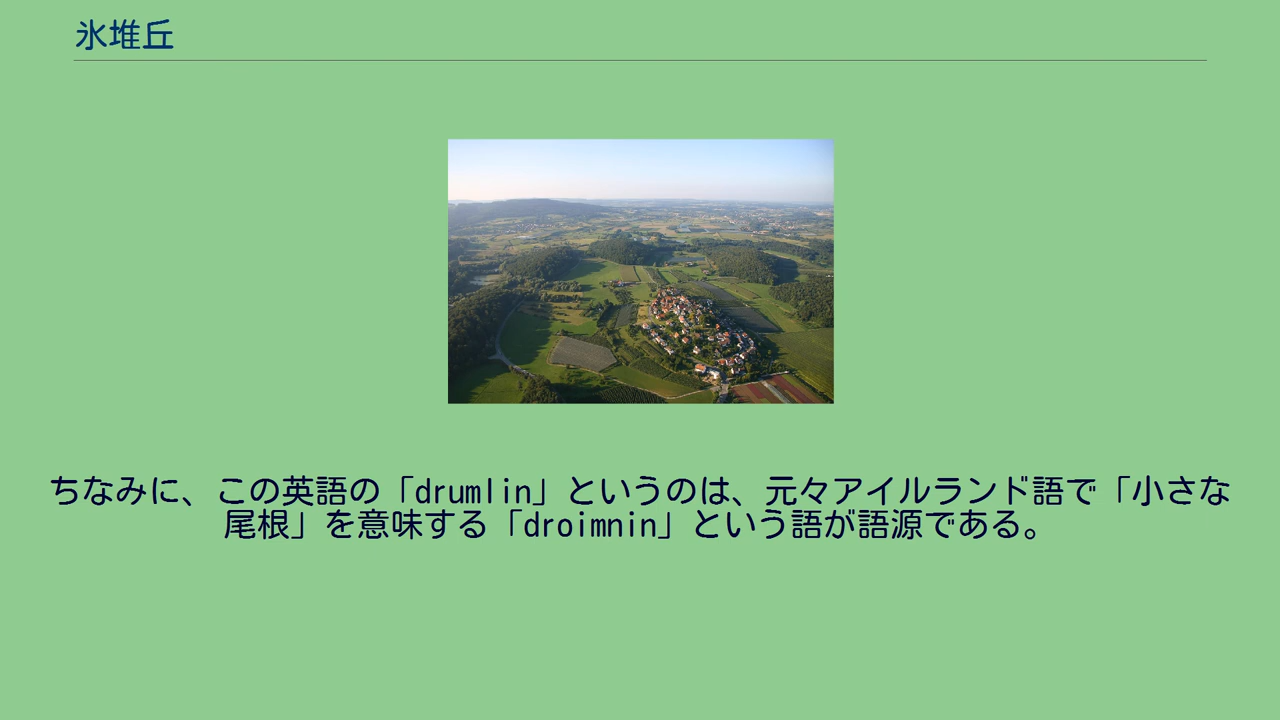 氷堆丘
ちなみに、この英語の「drumlin」というのは、元々アイルランド語で「小さな
尾根」を意味する「droimnin」という語が語源である。